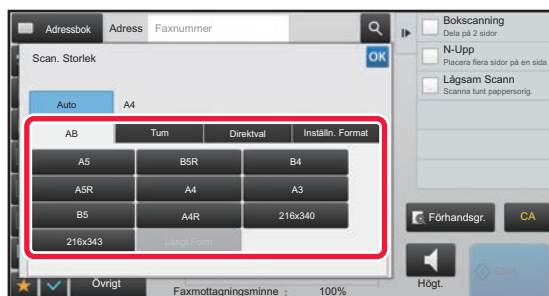 Adressbok
Adress
Faxnummer
Scan. Storlek
OK
Auto
A4
AB
Tum
Direktval
Inställn. Format
A5
B5R
B4
A5R
A4
A3
B5
A4R
216x340
216x343
Långt Form.
Övrigt
Faxmottagningsminne :
100%
Bokscanning
Dela på 2 sidor
N-Upp
Placera flera sidor på en sida
Lågsam Scann
Scanna tunt pappersorig.
Förhandsgr.
CA
Högt.
Start